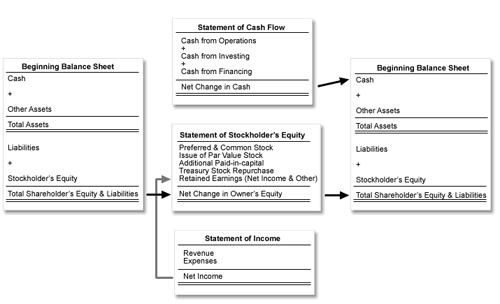 Beginning Balance Sheet
Cash
+
Other Assets
Total Assets
Liabilities
+
Stockholder's Equity
Total Shareholder's Equity & Liabilities
Statement of Cash Flow
Cash from Operations
+
Cash from Investing
+
Cash from Financing
Net Change in Cash
Statement of Stockholder's Equity
Preferred & Common Stock
Issue of Par Value Stock
Additional Paid-in-capital
Treasury Stock Repurchase
Retained Earnings (Net Income & Other)
Net Change in Owner's Equity
Statement of Income
Revenue
Expenses
Net Income
Beginning Balance Sheet
Cash
+
Other Assets
Total Assets
Liabilities
+
Stockholder's Equity
Total Shareholder's Equity & Liabilities